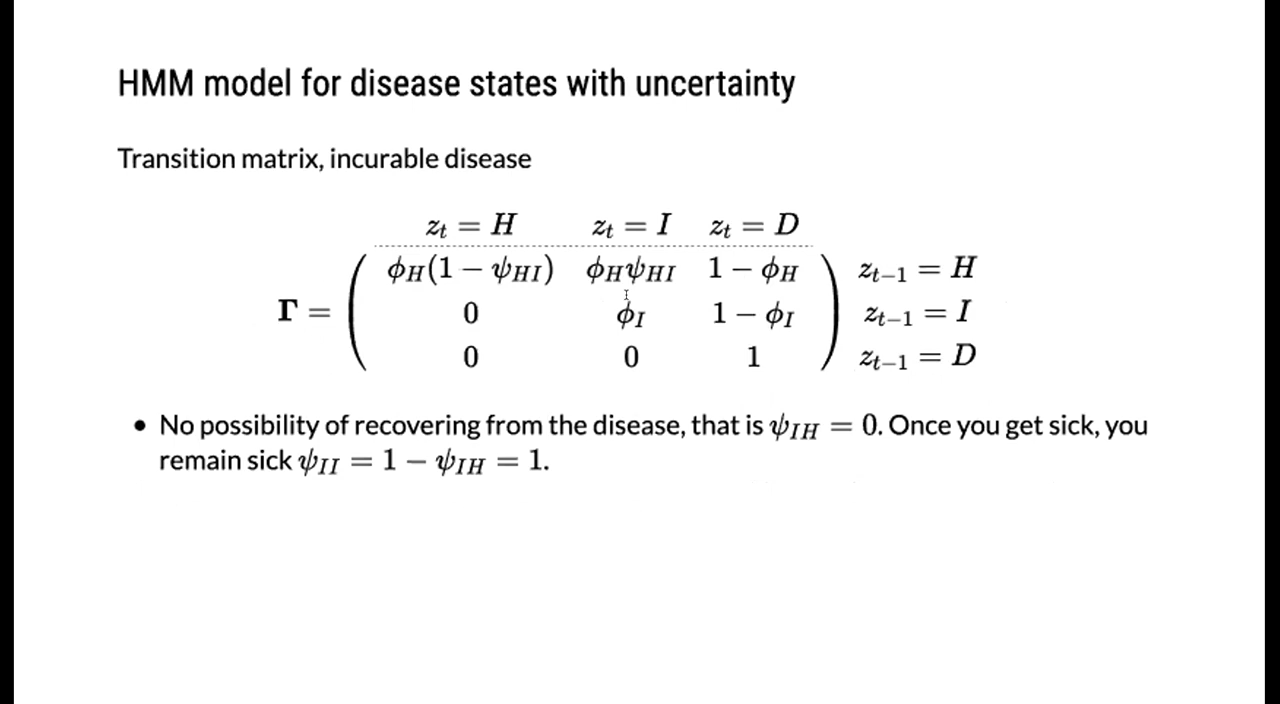 HMM model for disease states with uncertainty
Transition matrix, incurable disease
z_t = H z_t = I z_t = D
ϕ_H(1 − ψ_HI) ϕ_Hψ_HI 1 − ϕ_H z_{t−1} = H
Γ = 0 ϕ_I 1 − ϕ_I z_{t−1} = I
0 0 1 z_{t−1} = D
• No possibility of recovering from the disease, that is ψ_IH = 0. Once you get sick, you
remain sick ψ_II = 1 − ψ_IH = 1.